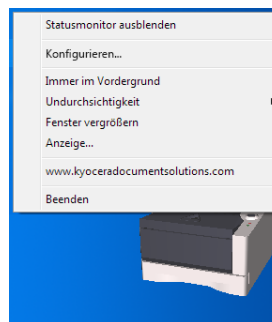 Statusmonitor ausblenden
Konfigurieren...
Immer im Vordergrund
Undurchsichtigkeit
Fenster vergrößern
Anzeige...
www.kyoceradocumentsolutions.com
Beenden